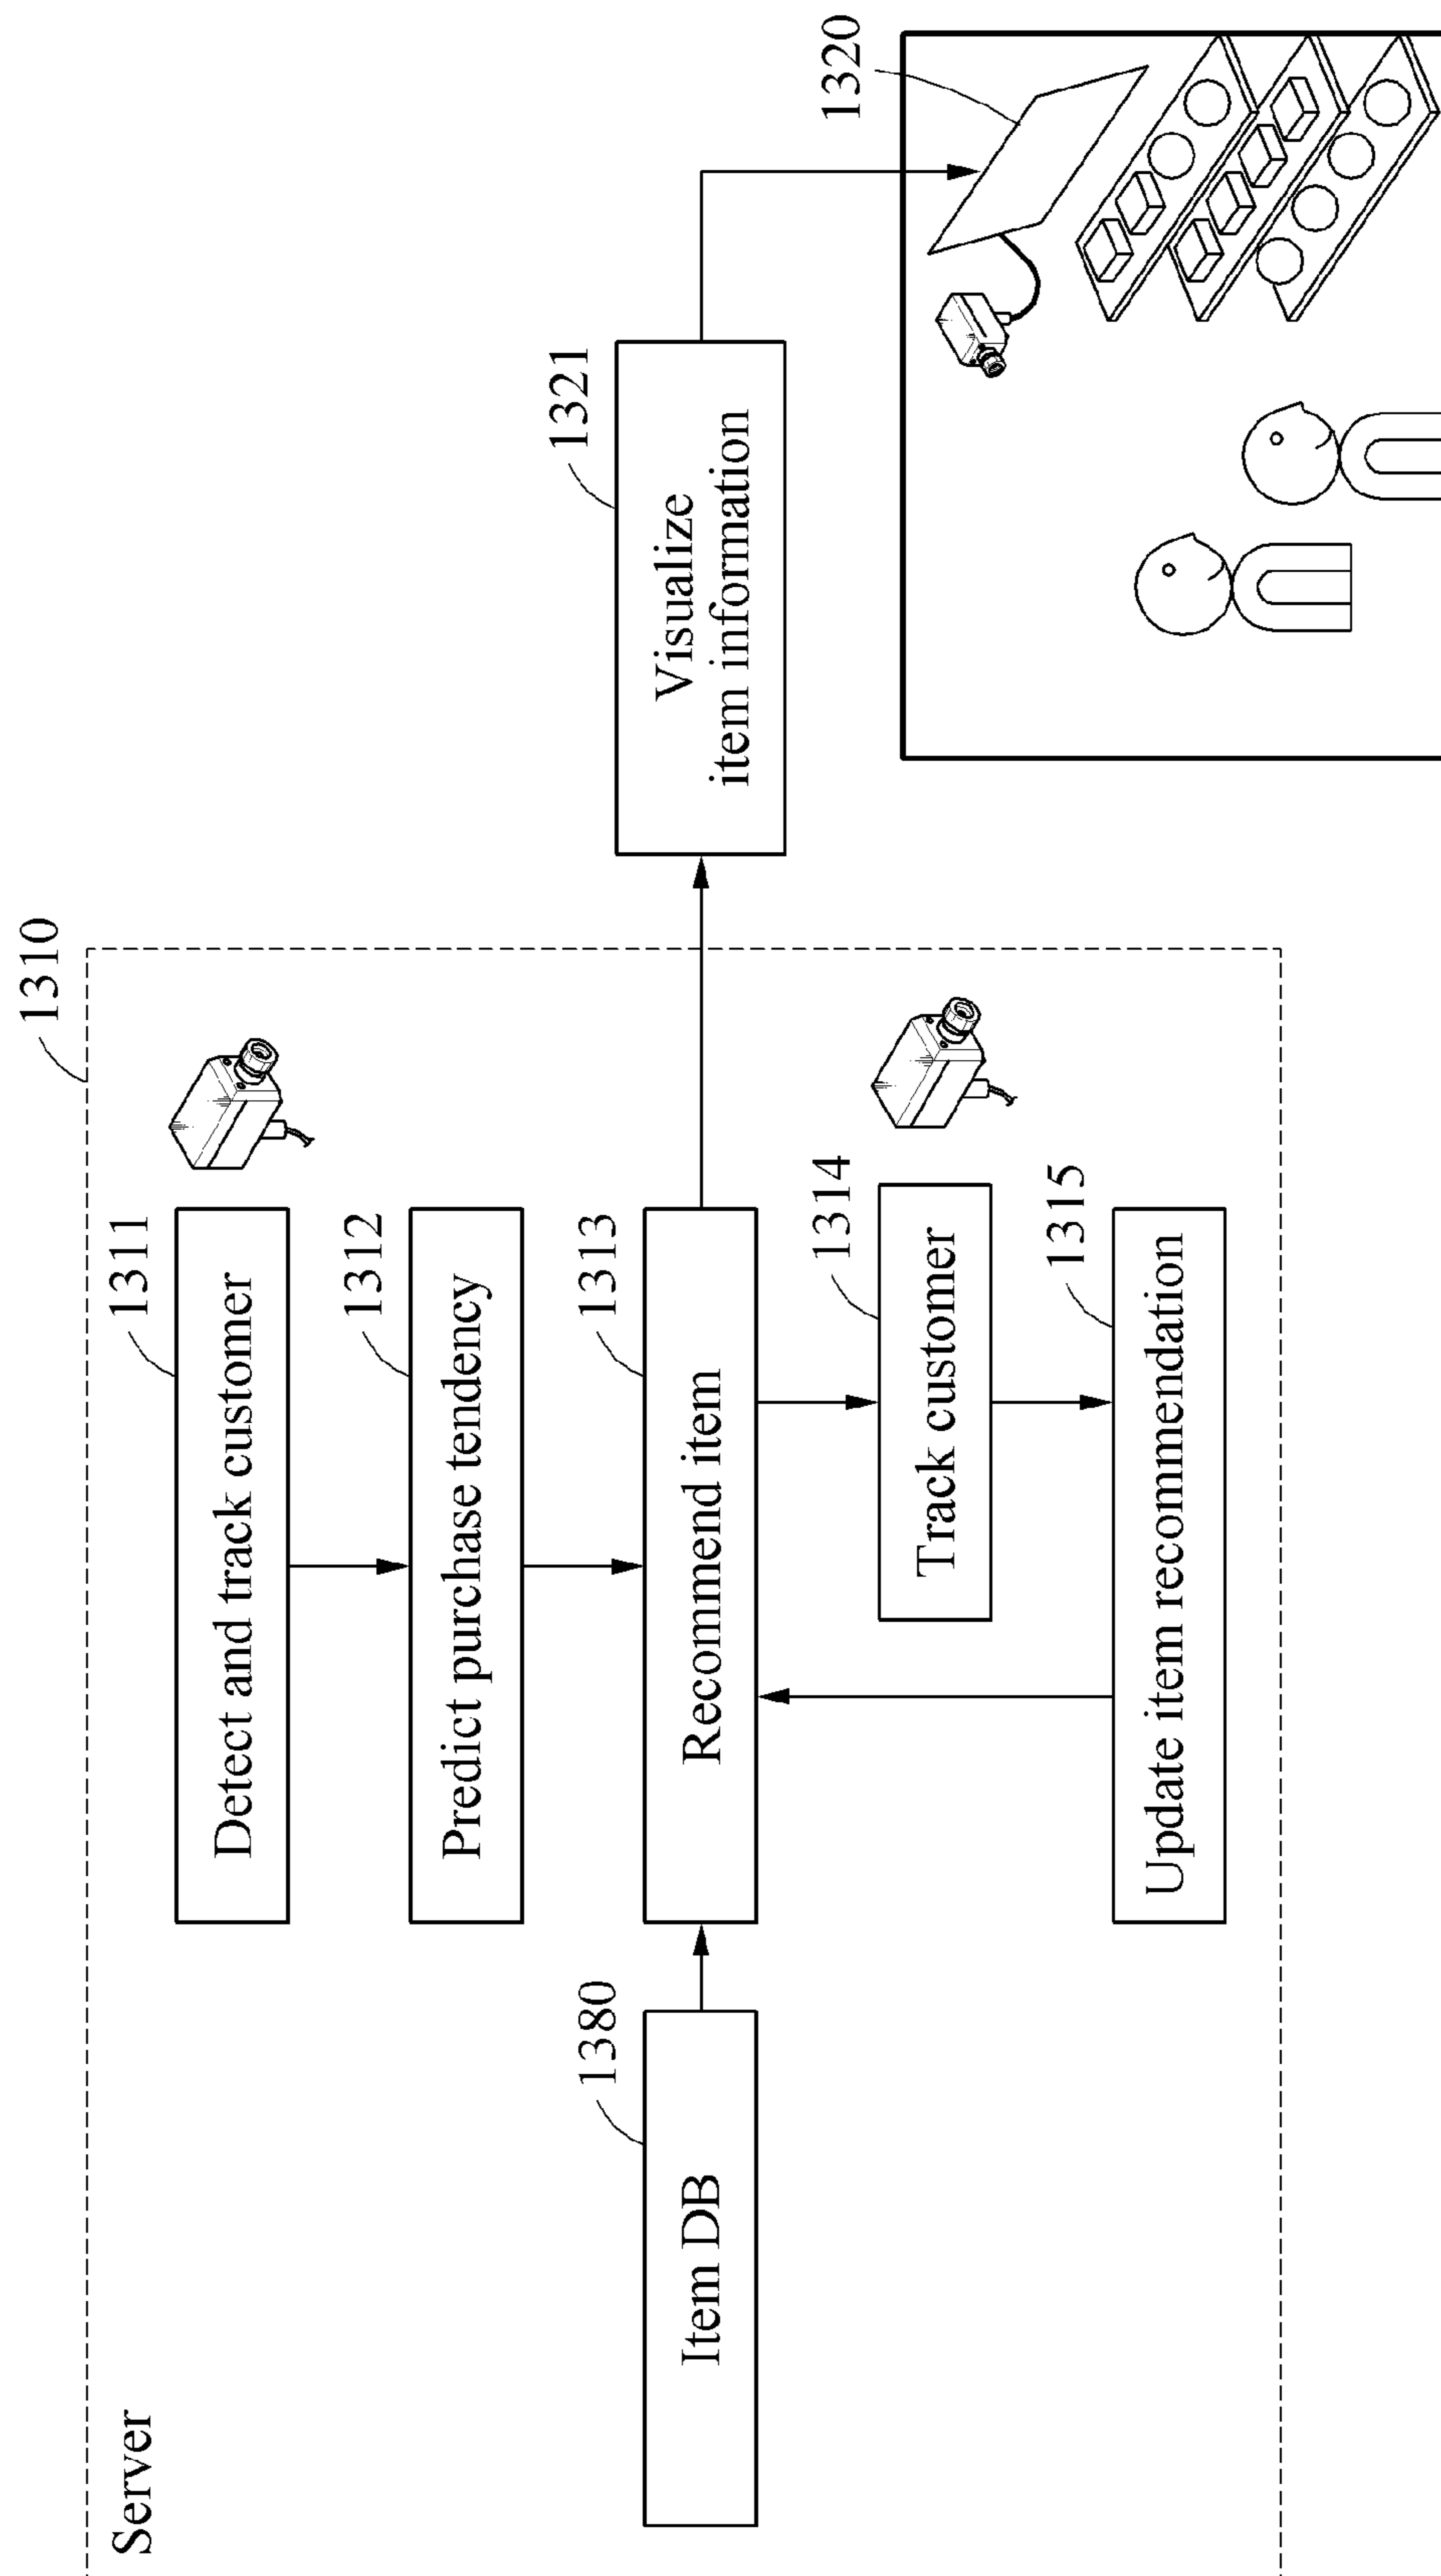 Server
1310
Detect and track customer
1311
Predict purchase tendency
1312
Item DB
1380
Recommend item
1313
Visualize
item information
1321
Track customer
1314
Update item recommendation
1315
1320